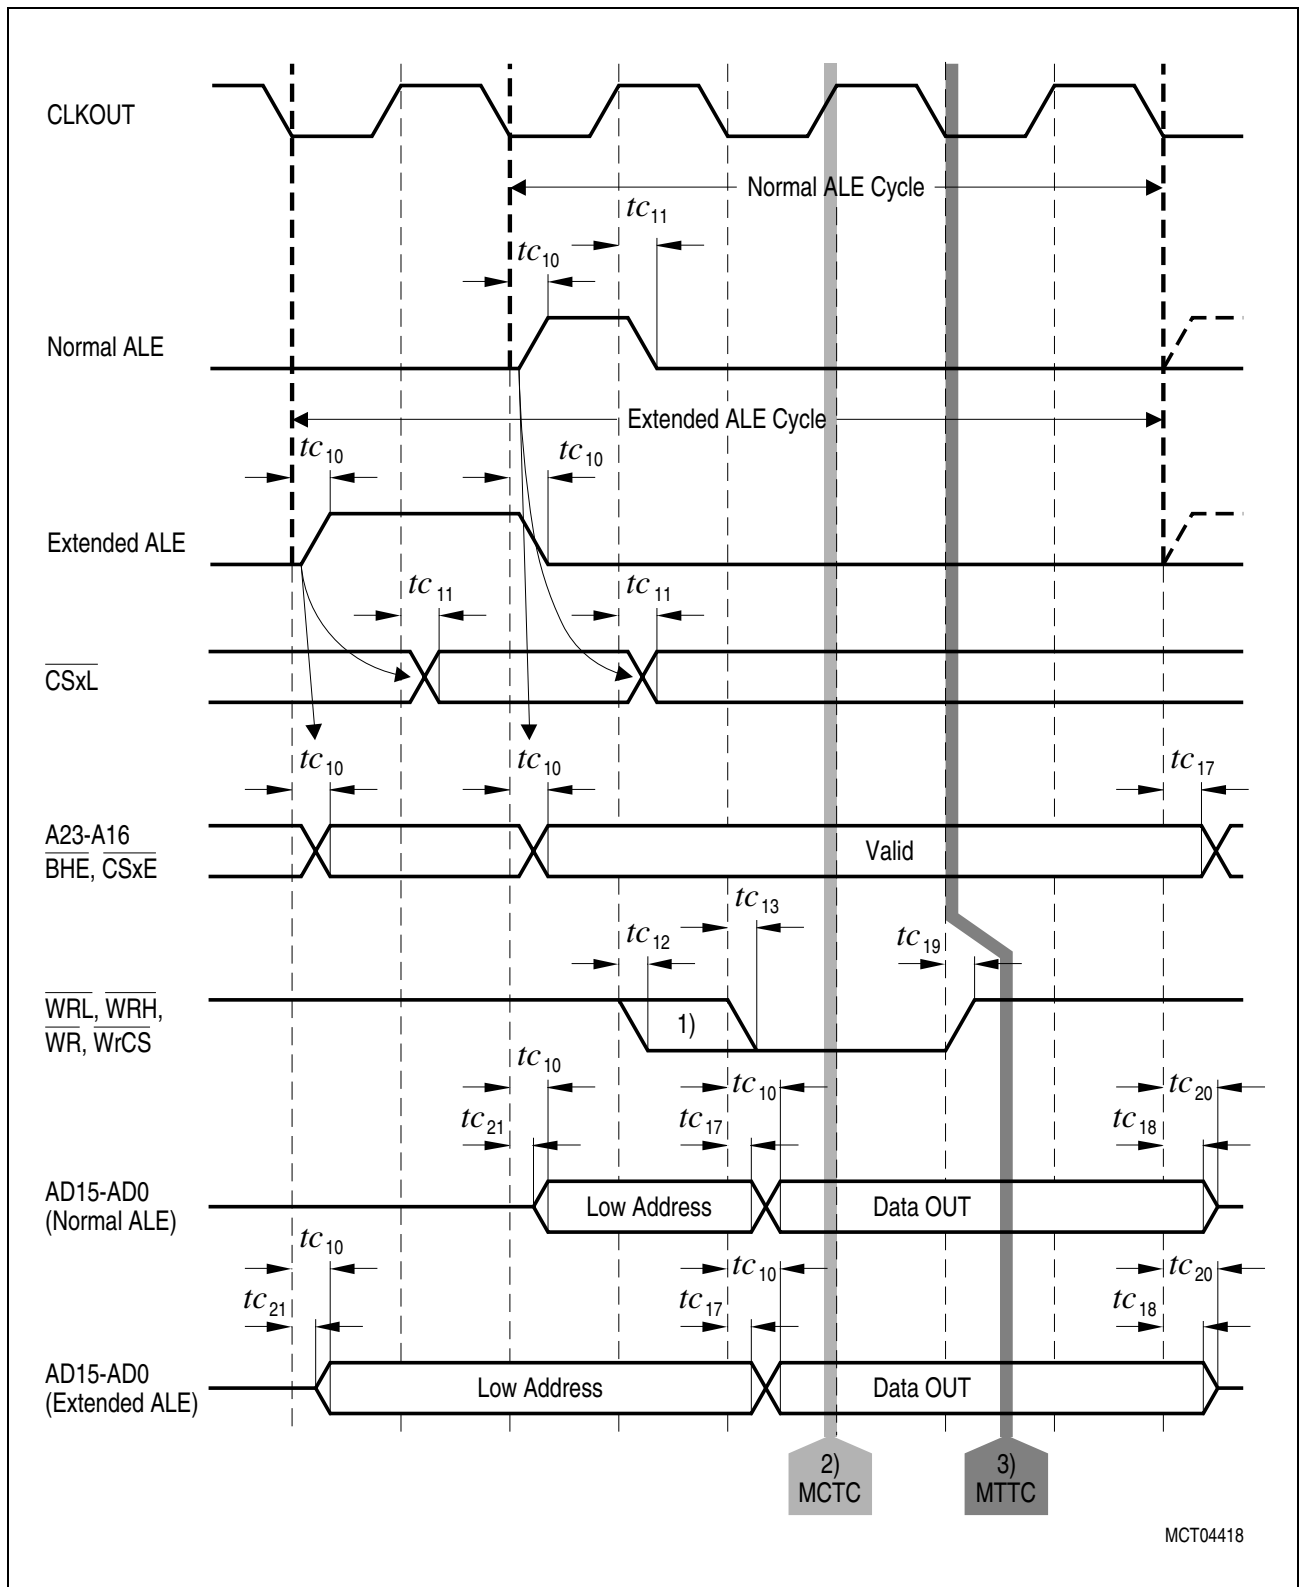 CLKOUT
Normal ALE Cycle
tc11
tc10
Normal ALE
Extended ALE Cycle
tc10
tc10
Extended ALE
tc11
tc11
CSxL
tc10
tc10
tc17
A23-A16
BHE, CSxE
Valid
tc13
tc12
tc19
WRL, WRH,
WR, WrCS
1)
tc10
tc10
tc20
tc21
tc17
tc18
AD15-AD0
(Normal ALE)
Low Address
Data OUT
tc10
tc10
tc20
tc21
tc17
tc18
AD15-AD0
(Extended ALE)
Low Address
Data OUT
2)
MCTC
3)
MTTC
MCT04418